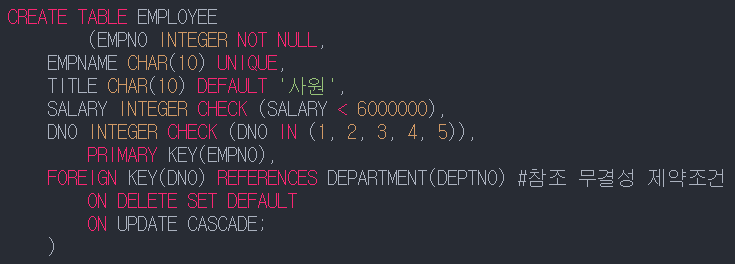 CREATE TABLE EMPLOYEE
(EMPNO INTEGER NOT NULL,
EMPNAME CHAR(10) UNIQUE,
TITLE CHAR(10) DEFAULT '사원',
SALARY INTEGER CHECK (SALARY < 6000000),
DNO INTEGER CHECK (DNO IN (1, 2, 3, 4, 5)),
PRIMARY KEY(EMPNO),
FOREIGN KEY(DNO) REFERENCES DEPARTMENT(DEPTNO) #참조 무결성 제약조건
ON DELETE SET DEFAULT
ON UPDATE CASCADE;
)